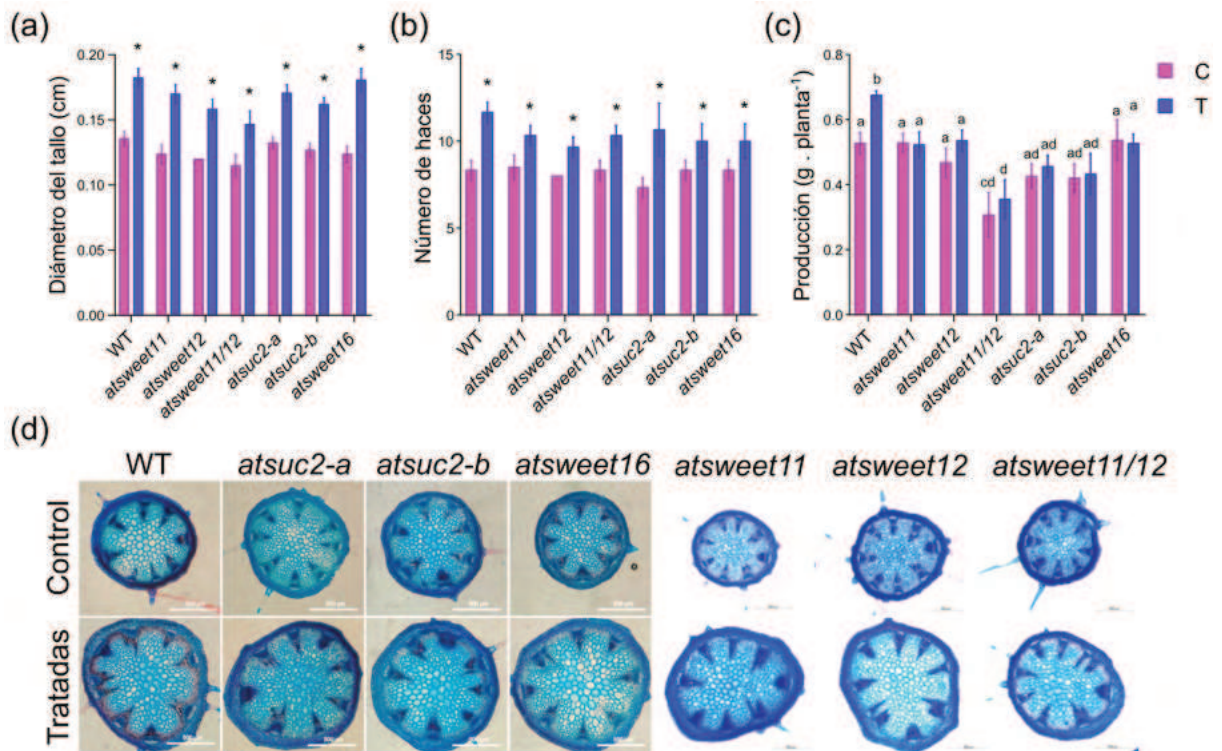 (a)
Diámetro del tallo (cm)
0.20
0.15
0.10
0.05
0.00
* * * * * * *
WT
atsweet11
atsweet12
atsweet11/12
atsuc2-a
atsuc2-b
atsweet16
(b)
Número de haces
15
10
5
0
* * * * * * *
WT
atsweet11
atsweet12
atsweet11/12
atsuc2-a
atsuc2-b
atsweet16
(c)
Producción (g . planta-1)
0.8
0.6
0.4
0.2
0.0
a b a a a a cd d ad ad ad ad a a
WT
atsweet11
atsweet12
atsweet11/12
atsuc2-a
atsuc2-b
atsweet16
C
T
(d)
WT atsuc2-a atsuc2-b atsweet16 atsweet11 atsweet12 atsweet11/12
Control
Tratadas